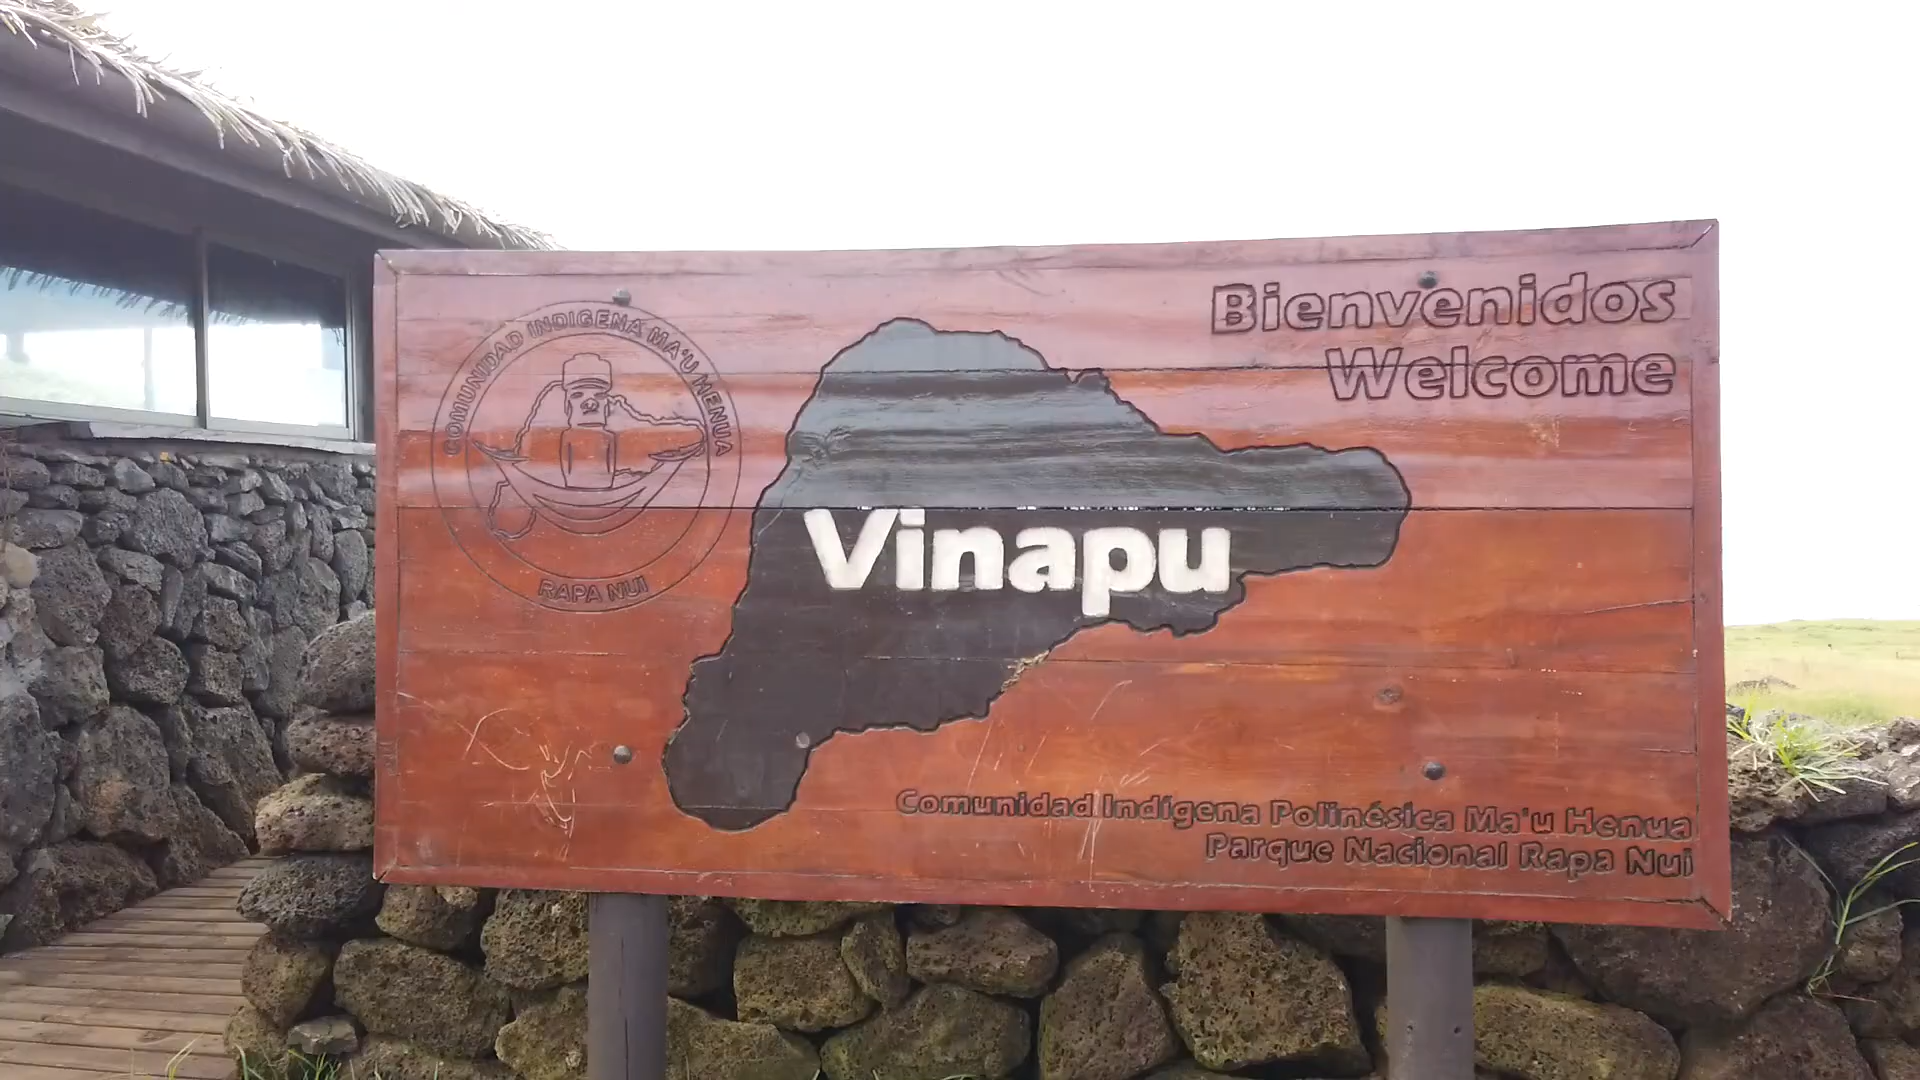 Bienvenidos
Welcome
COMUNIDAD INDIGENA MA'U HENUA
RAPA NUI
Vinapu
Comunidad Indígena Polinésica Ma'u Henua
Parque Nacional Rapa Nui